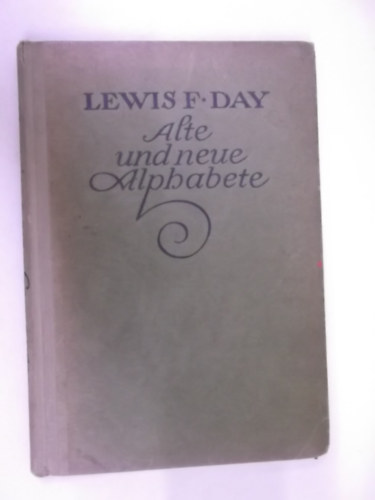 LEWIS F·DAY
Alte
und neue
Alphabete